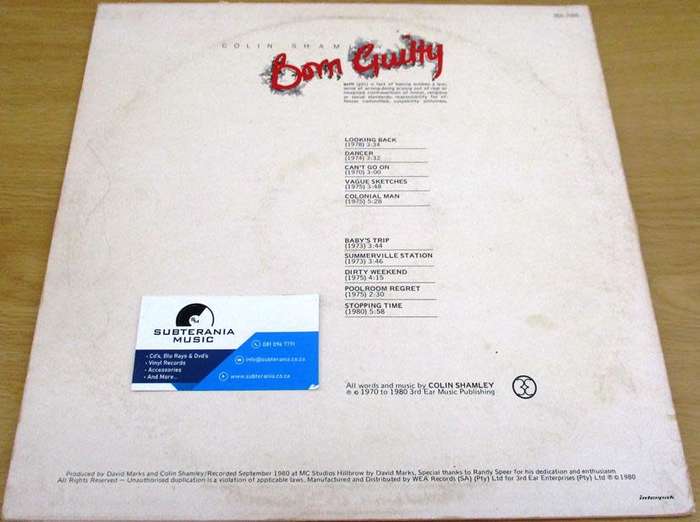 COLIN SHAM
Born Guilty
LOOKING BACK
(1978) 3:34
DANCER
(1974) 3:32
CAN'T GO ON
(1970) 3:00
VAGUE SKETCHES
(1975) 3:48
COLONIAL MAN
(1975) 5:28
BABY'S TRIP
(1973) 3:44
SUMMERVILLE STATION
(1973) 3:46
DIRTY WEEKEND
(1975) 4:15
POOLROOM REGRET
(1975) 2:30
STOPPING TIME
(1980) 5:58
SUBTERANIA
MUSIC
• Cd's, Blu Rays & Dvd's
• Vinyl Records
• Accessories
• And More...
081 096 7791
info@subterania.co.za
www.subterania.co.za
All words and music by COLIN SHAMLEY
℗ © 1970 to 1980 3rd Ear Music Publishing
Produced by David Marks and Colin Shamley/Recorded September 1980 at MC Studios Hillbrow by David Marks, Special thanks to Randy Speer for his dedication and enthusiasm
All Rights Reserved — Unauthorised duplication is a violation of applicable laws. Manufactured and Distributed by WEA Records (SA) (Pty) Ltd for 3rd Ear Enterprises (Pty) Ltd ℗ © 1980
interpak